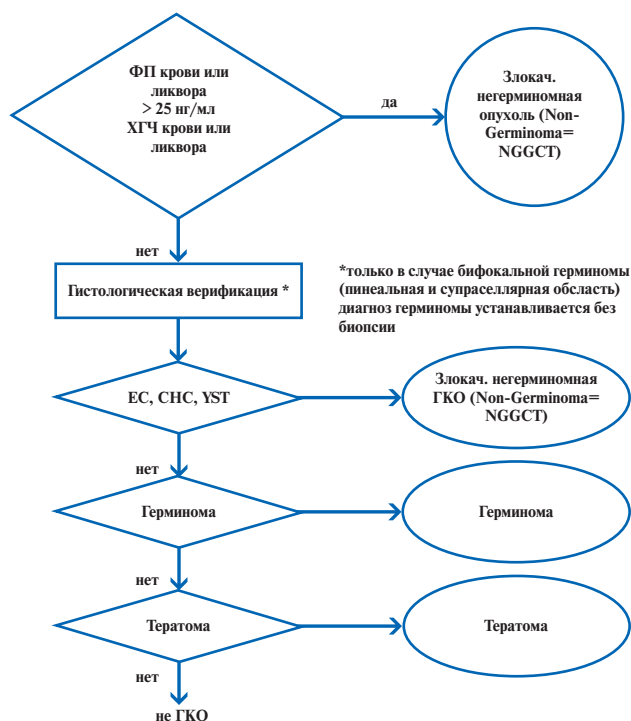 ФП крови или
ликвора
> 25 нг/мл
ХГЧ крови или
ликвора
да
Злокач.
негерминомная
опухоль (Non-
Germinoma=
NGGCT)
нет
Гистологическая верификация *
*только в случае бифокальной герминомы
(пинеальная и супраселлярная обсласть)
диагноз герминомы устанавливается без
биопсии
EC, CHC, YST
Злокач. негерминомная
ГКО (Non-Germinoma=
NGGCT)
нет
Герминома
Герминома
нет
Тератома
Тератома
нет
не ГКО